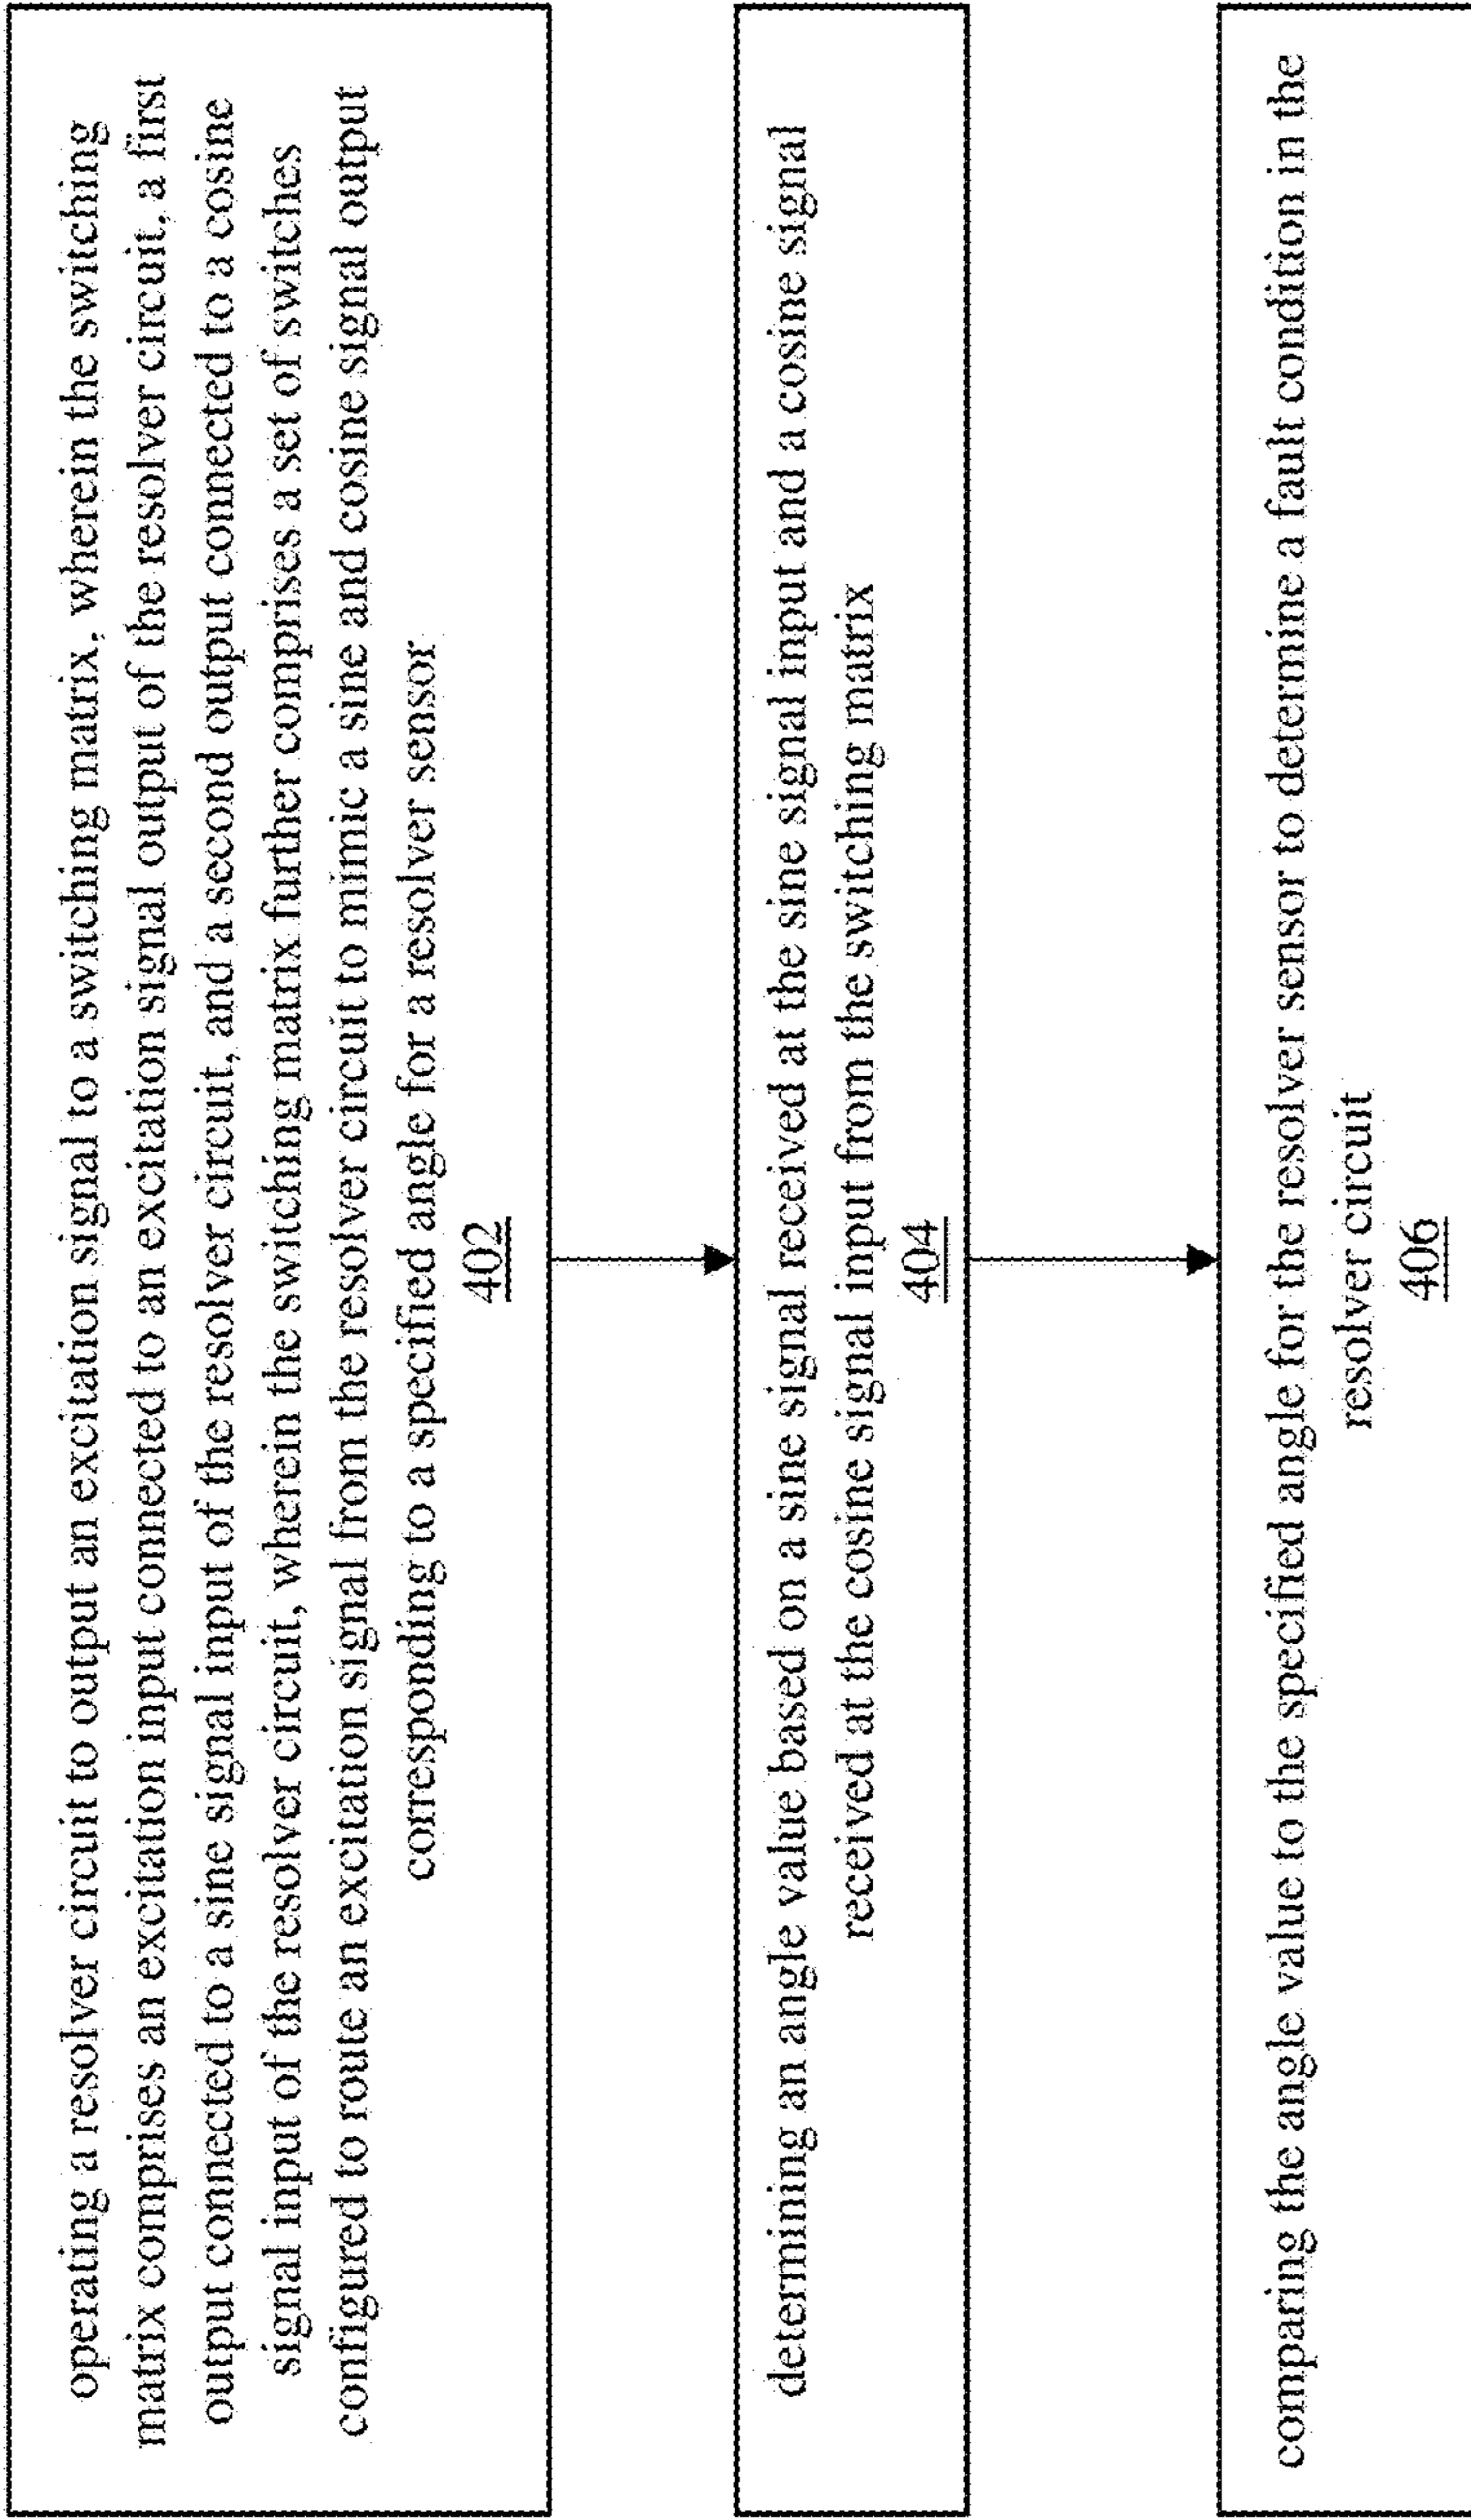 operating a resolver circuit to output an excitation signal to a switching matrix, wherein the switching
matrix comprises an excitation input connected to an excitation signal output of the resolver circuit, a first
output connected to a sine signal input of the resolver circuit, and a second output connected to a cosine
signal input of the resolver circuit, wherein the switching matrix further comprises a set of switches
configured to route an excitation signal from the resolver circuit to mimic a sine and cosine signal output
corresponding to a specified angle for a resolver sensor
402
determining an angle value based on a sine signal received at the sine signal input and a cosine signal
received at the cosine signal input from the switching matrix
404
comparing the angle value to the specified angle for the resolver sensor to determine a fault condition in the
resolver circuit
406